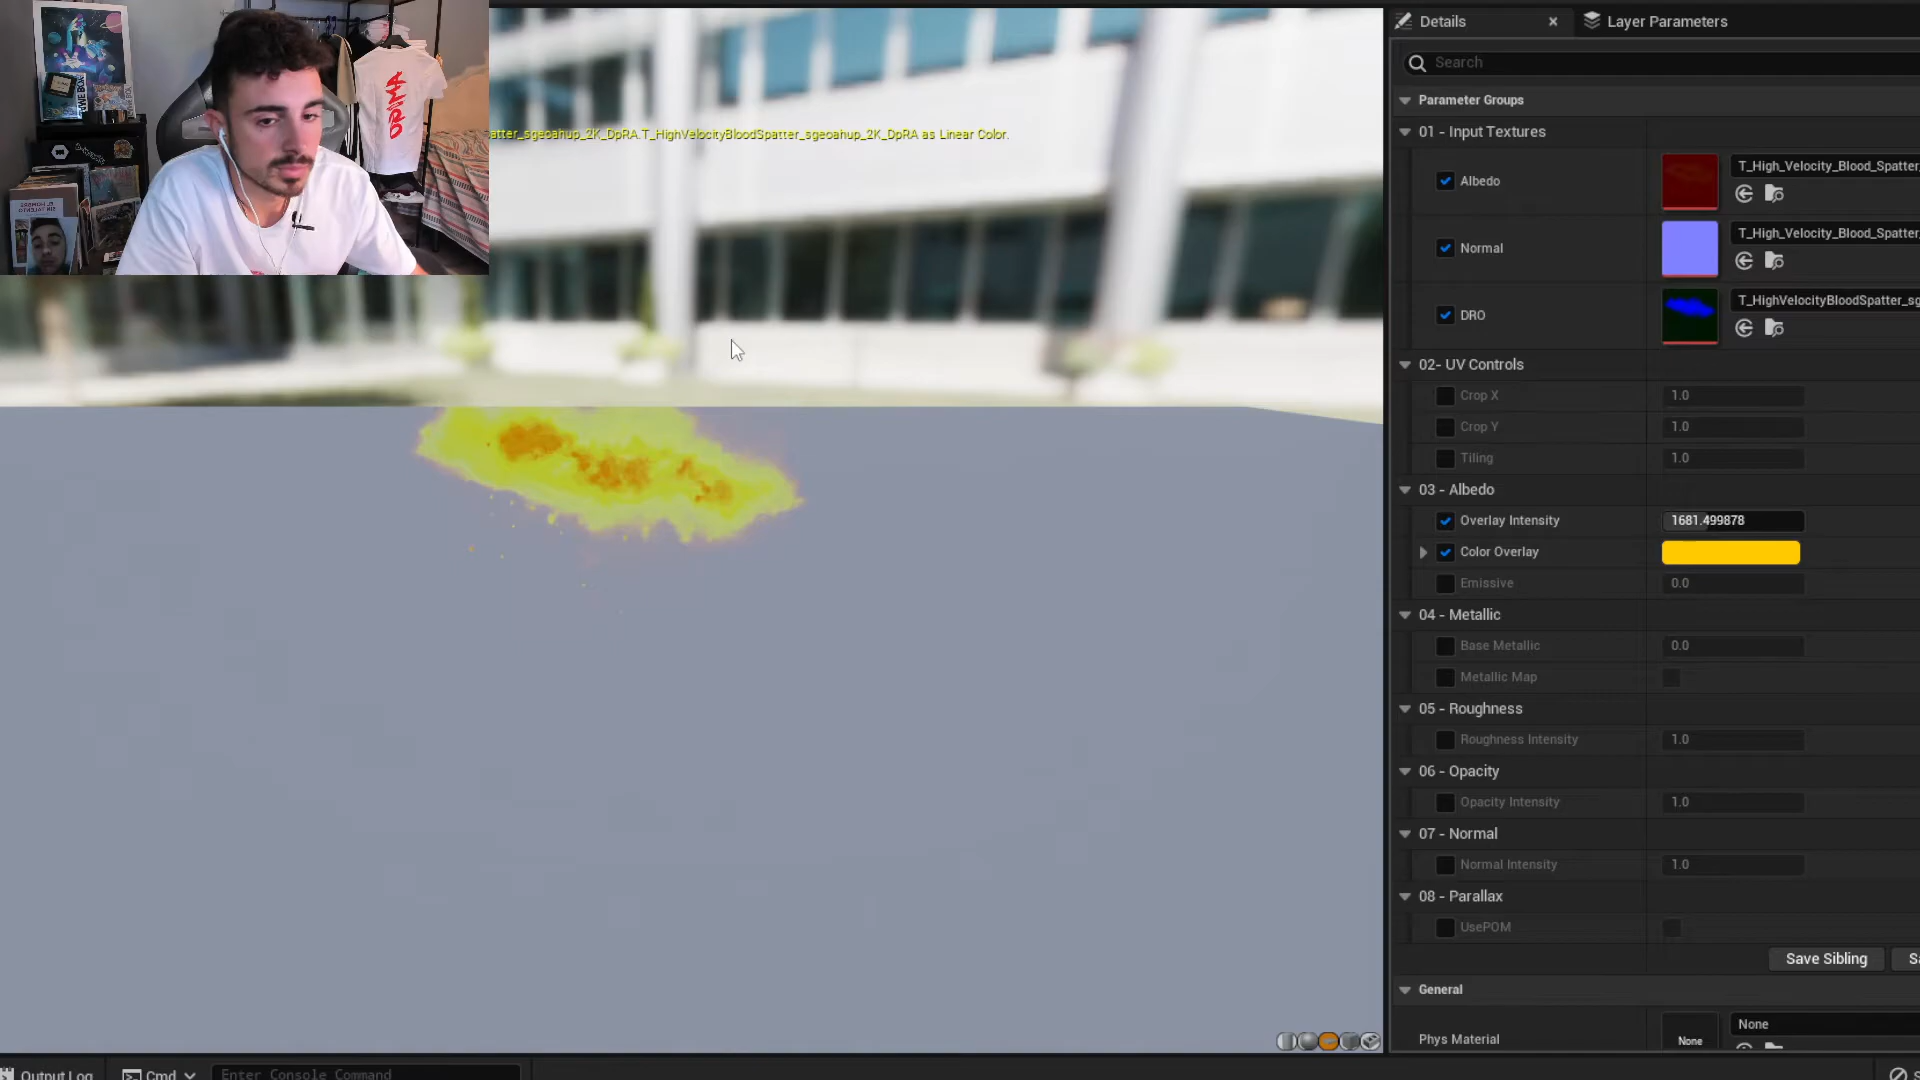 Details
Layer Parameters
Search
Parameter Groups
01 - Input Textures
Albedo
T_High_Velocity_Blood_Spatter_
Normal
T_High_Velocity_Blood_Spatter_
DRO
T_HighVelocityBloodSpatter_sg
02- UV Controls
Crop X
1.0
Crop Y
1.0
Tiling
1.0
03 - Albedo
Overlay Intensity
1681.499878
Color Overlay
Emissive
0.0
04 - Metallic
Base Metallic
0.0
Metallic Map
05 - Roughness
Roughness Intensity
1.0
06 - Opacity
Opacity Intensity
1.0
07 - Normal
Normal Intensity
1.0
08 - Parallax
UsePOM
Save Sibling
Sa
General
Phys Material
None
None
atter_sgeoahup_2K_DpRA.T_HighVelocityBloodSpatter_sgeoahup_2K_DpRA as Linear Color.
Output Log
Cmd
Enter Console Command